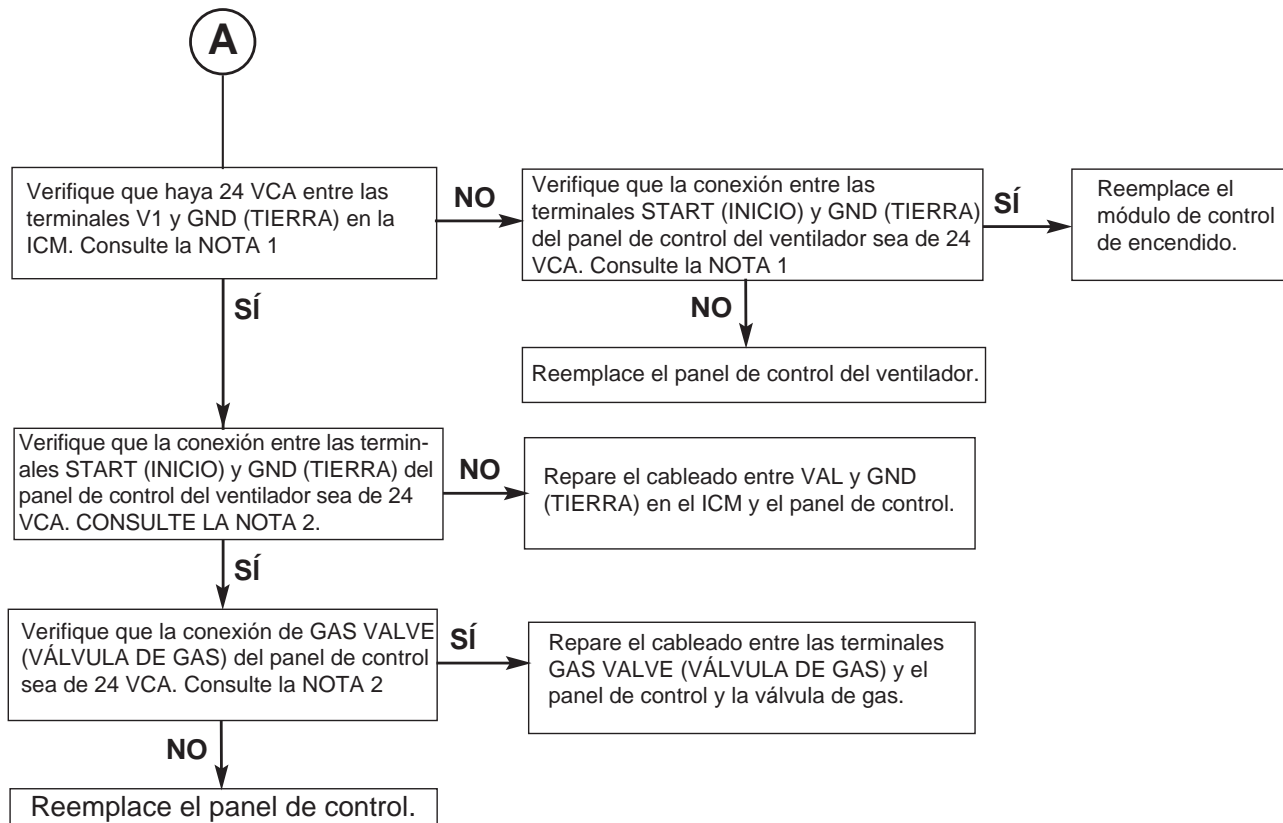 A
Verifique que haya 24 VCA entre las
terminales V1 y GND (TIERRA) en la
ICM. Consulte la NOTA 1
NO
Verifique que la conexión entre las
terminales START (INICIO) y GND (TIERRA)
del panel de control del ventilador sea de 24
VCA. Consulte la NOTA 1
SÍ
Reemplace el
módulo de control
de encendido.
SÍ
NO
Reemplace el panel de control del ventilador.
Verifique que la conexión entre las termin-
ales START (INICIO) y GND (TIERRA) del
panel de control del ventilador sea de 24
VCA. CONSULTE LA NOTA 2.
NO
Repare el cableado entre VAL y GND
(TIERRA) en el ICM y el panel de control.
SÍ
Verifique que la conexión de GAS VALVE
(VÁLVULA DE GAS) del panel de control
sea de 24 VCA. Consulte la NOTA 2
SÍ
Repare el cableado entre las terminales
GAS VALVE (VÁLVULA DE GAS) y el
panel de control y la válvula de gas.
NO
Reemplace el panel de control.